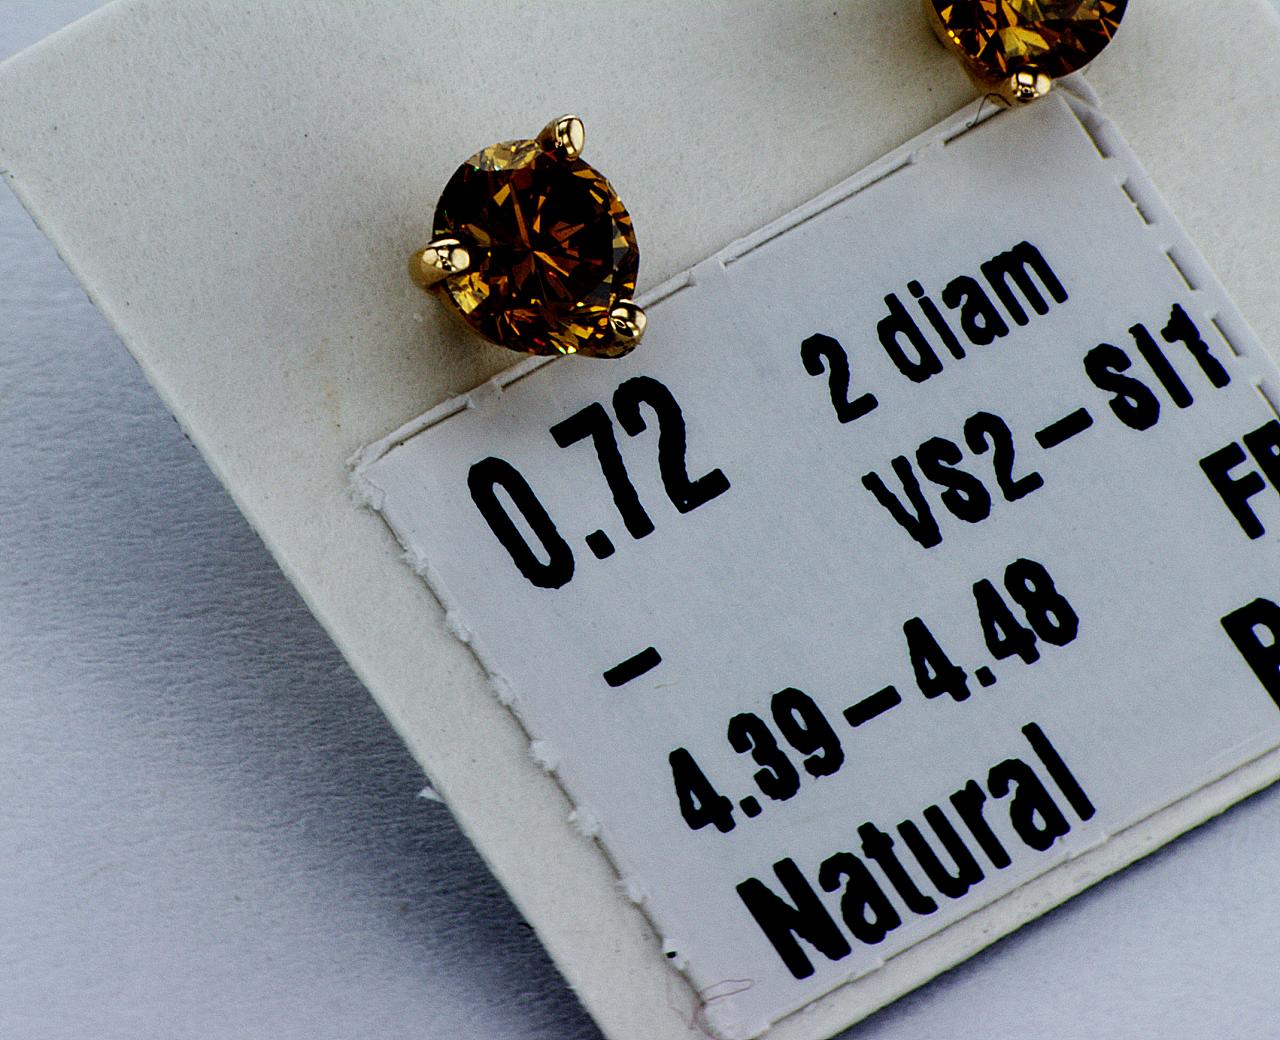 0.72 2 diam
VS2-SI1
-
4.39-4.48
Natural